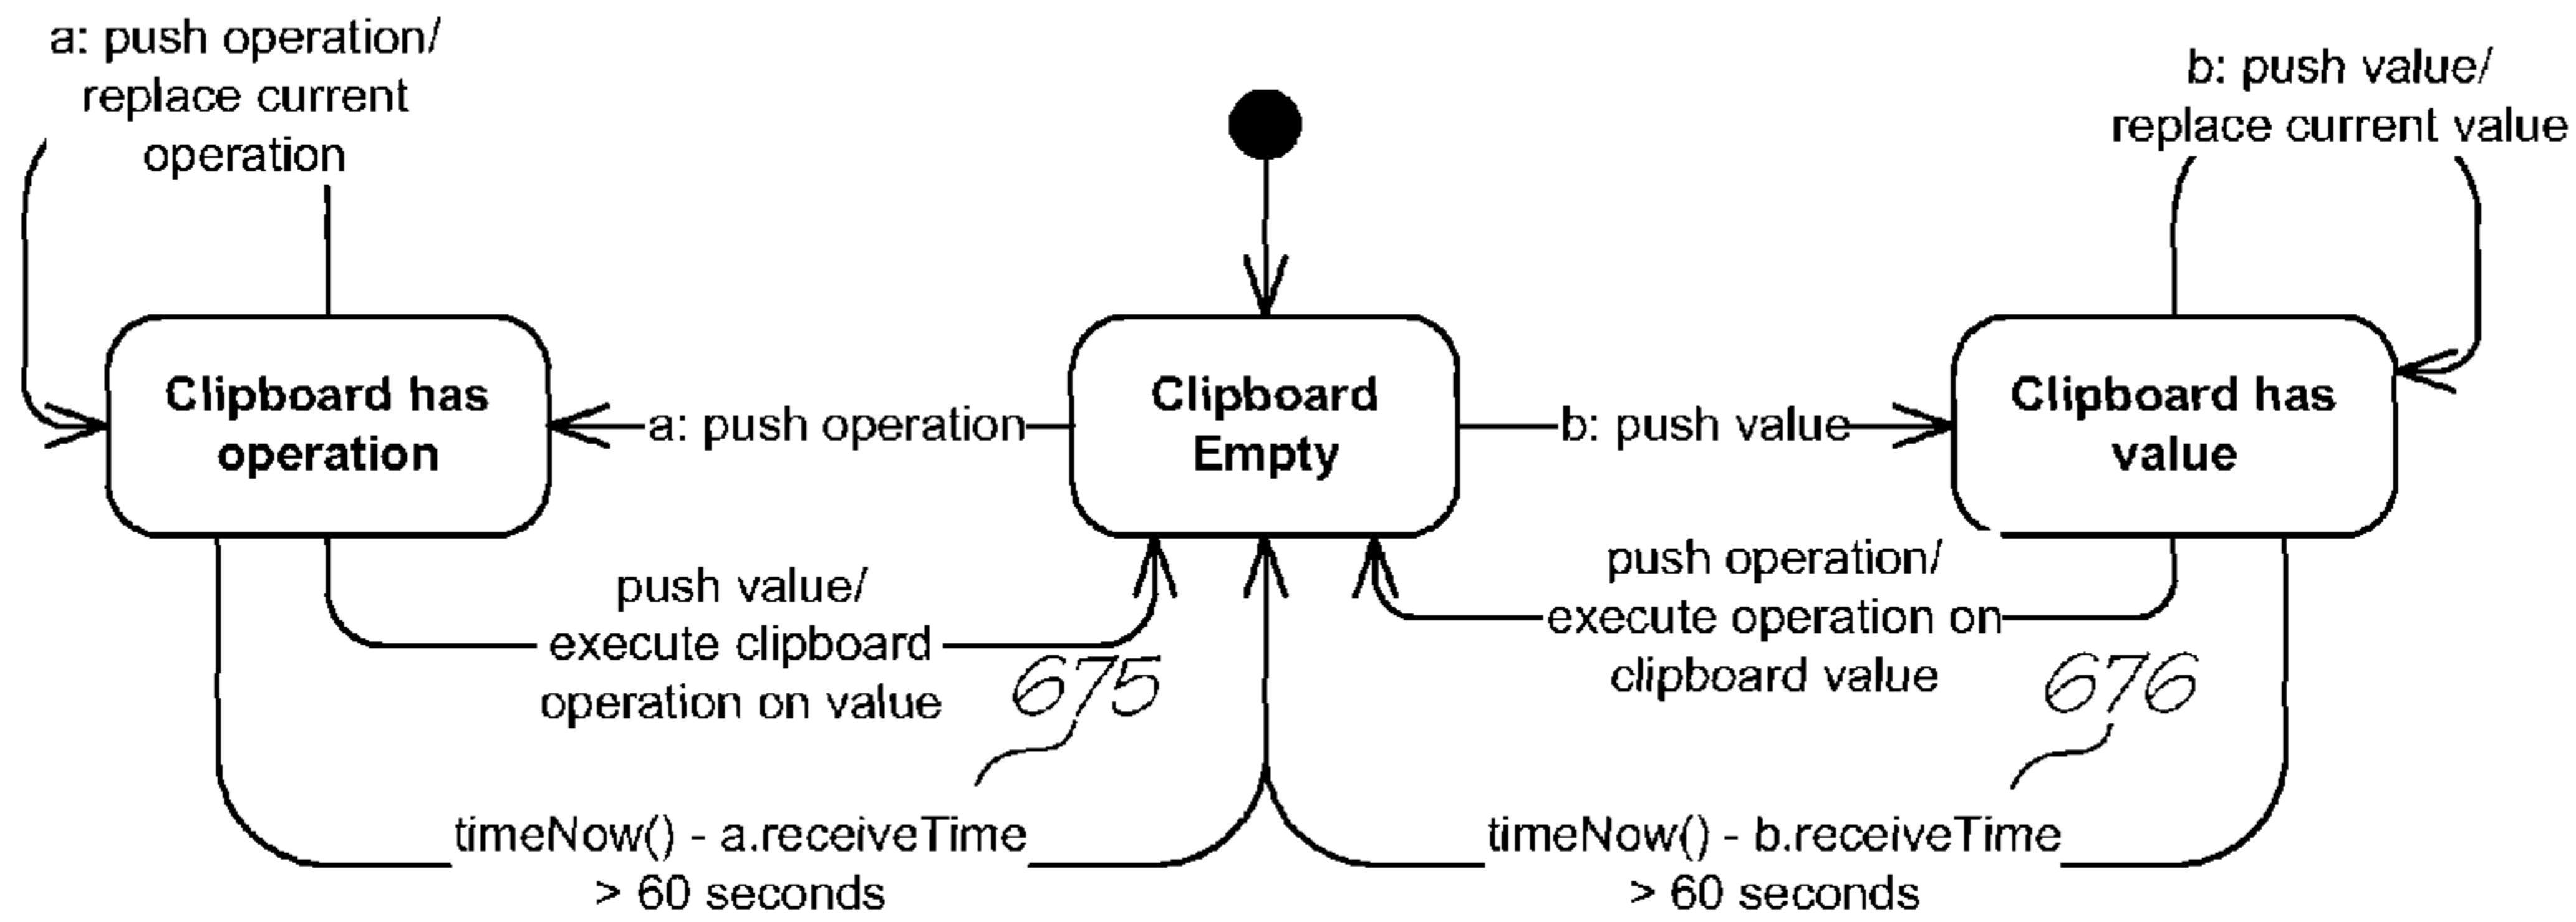 a: push operation/
replace current
operation
b: push value/
replace current value
Clipboard has
operation
a: push operation
Clipboard
Empty
b: push value
Clipboard has
value
push value/
execute clipboard
operation on value
675
push operation/
execute operation on
clipboard value
676
timeNow() - a.receiveTime
> 60 seconds
timeNow() - b.receiveTime
> 60 seconds